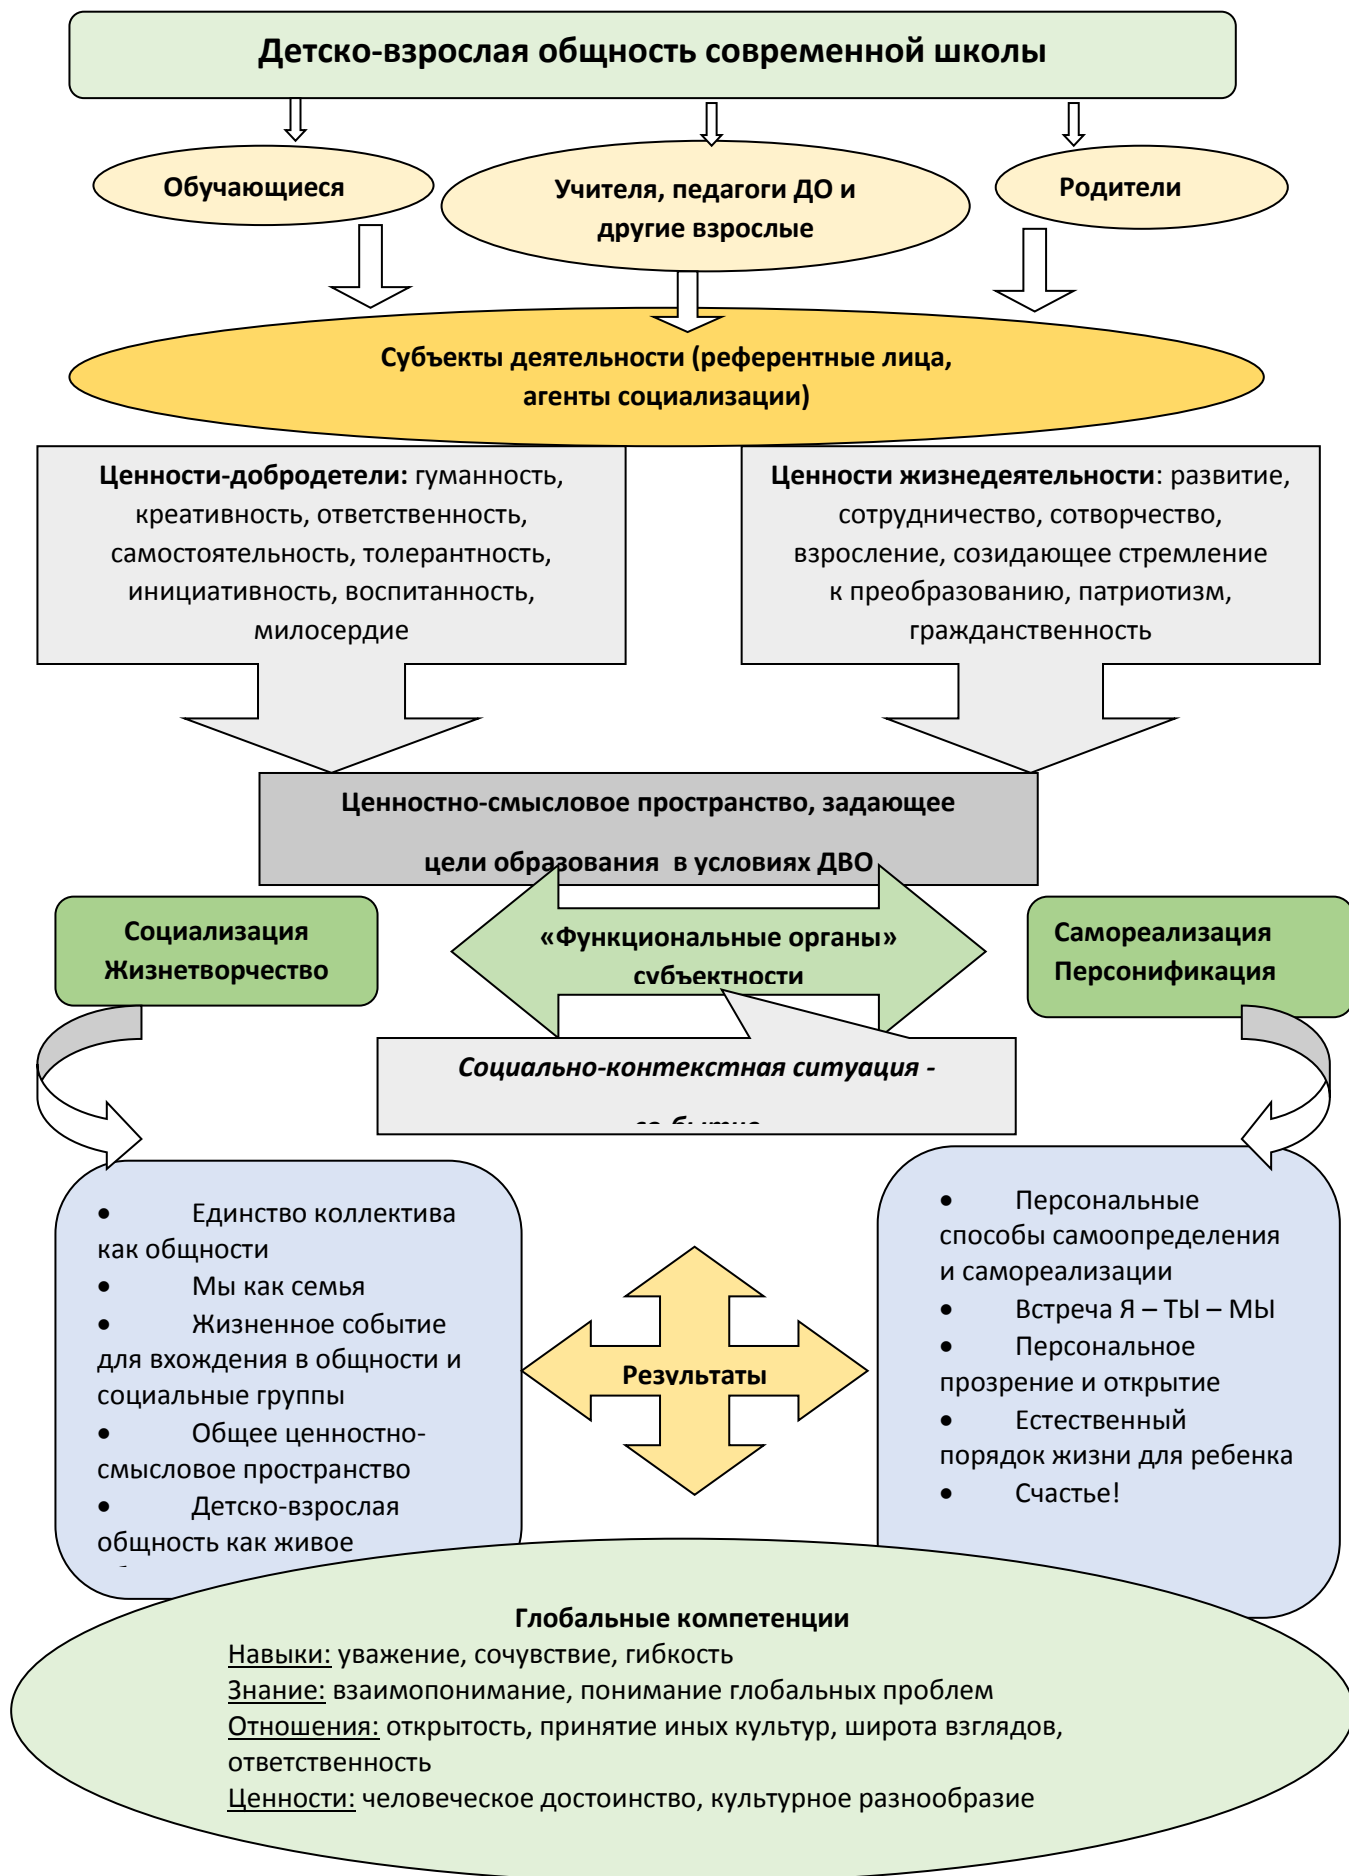 Детско-взрослая общность современной школы
Обучающиеся
Учителя, педагоги ДО и
другие взрослые
Родители
Субъекты деятельности (референтные лица,
агенты социализации)
Ценности-добродетели: гуманность,
креативность, ответственность,
самостоятельность, толерантность,
инициативность, воспитанность,
милосердие
Ценности жизнедеятельности: развитие,
сотрудничество, сотворчество,
взросление, созидающее стремление
к преобразованию, патриотизм,
гражданственность
Ценностно-смысловое пространство, задающее
цели образования в условиях ДВО
Социализация
Жизнетворчество
«Функциональные органы»
субъектности
Самореализация
Персонификация
Социально-контекстная ситуация -
• Единство коллектива
как общности
• Мы как семья
• Жизненное событие
для вхождения в общности и
социальные группы
• Общее ценностно-
смысловое пространство
• Детско-взрослая
общность как живое
Результаты
• Персональные
способы самоопределения
и самореализации
• Встреча Я – ТЫ – МЫ
• Персональное
прозрение и открытие
• Естественный
порядок жизни для ребенка
• Счастье!
Глобальные компетенции
Навыки: уважение, сочувствие, гибкость
Знание: взаимопонимание, понимание глобальных проблем
Отношения: открытость, принятие иных культур, широта взглядов,
ответственность
Ценности: человеческое достоинство, культурное разнообразие